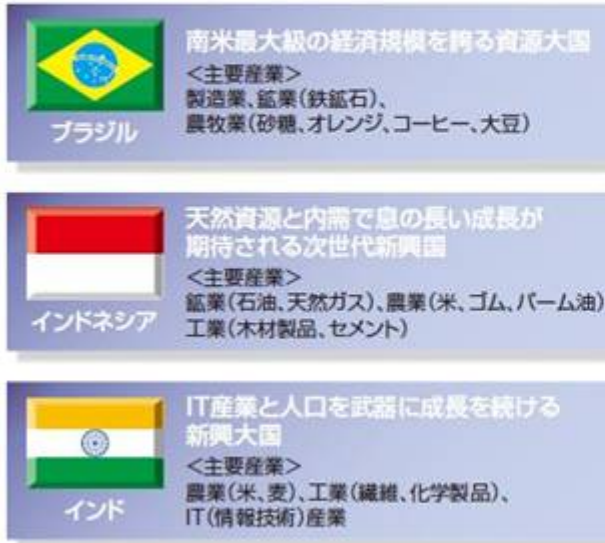 南米最大級の経済規模を誇る資源大国
<主要産業>
製造業、鉱業(鉄鉱石)、
農牧業(砂糖、オレンジ、コーヒー、大豆)
ブラジル
天然資源と内需で息の長い成長が
期待される次世代新興国
<主要産業>
鉱業(石油、天然ガス)、農業(米、ゴム、パーム油)
工業(木材製品、セメント)
インドネシア
IT産業と人口を武器に成長を続ける
新興大国
<主要産業>
農業(米、麦)、工業(繊維、化学製品)、
IT(情報技術)産業
インド